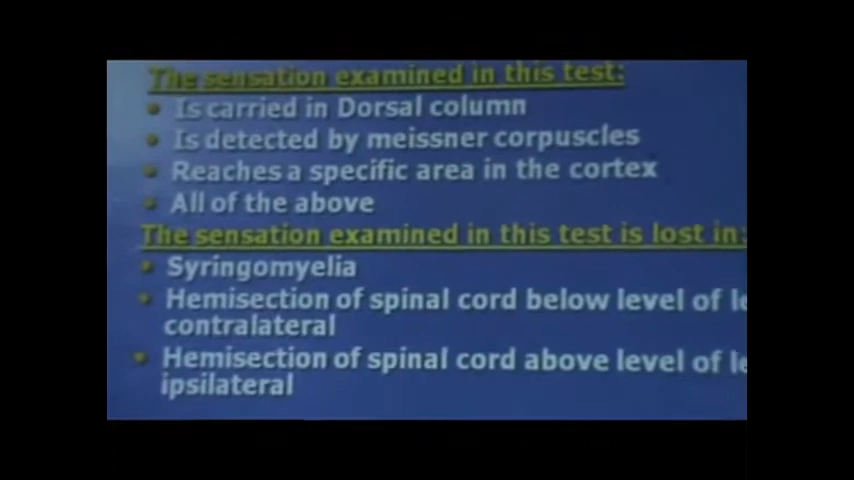 The sensation examined in this test:
• Is carried in Dorsal column
• Is detected by meissner corpuscles
• Reaches a specific area in the cortex
• All of the above
The sensation examined in this test is lost in:
• Syringomyelia
• Hemisection of spinal cord below level of
contralateral
• Hemisection of spinal cord above level of
ipsilateral